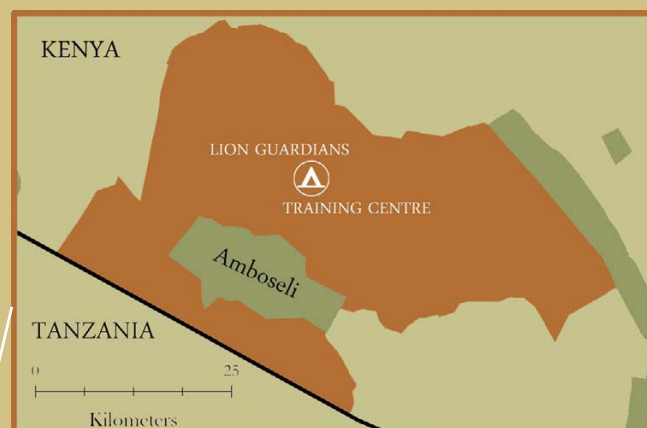 KENYA
LION GUARDIANS
TRAINING CENTRE
Amboseli
TANZANIA
0 25
Kilometers